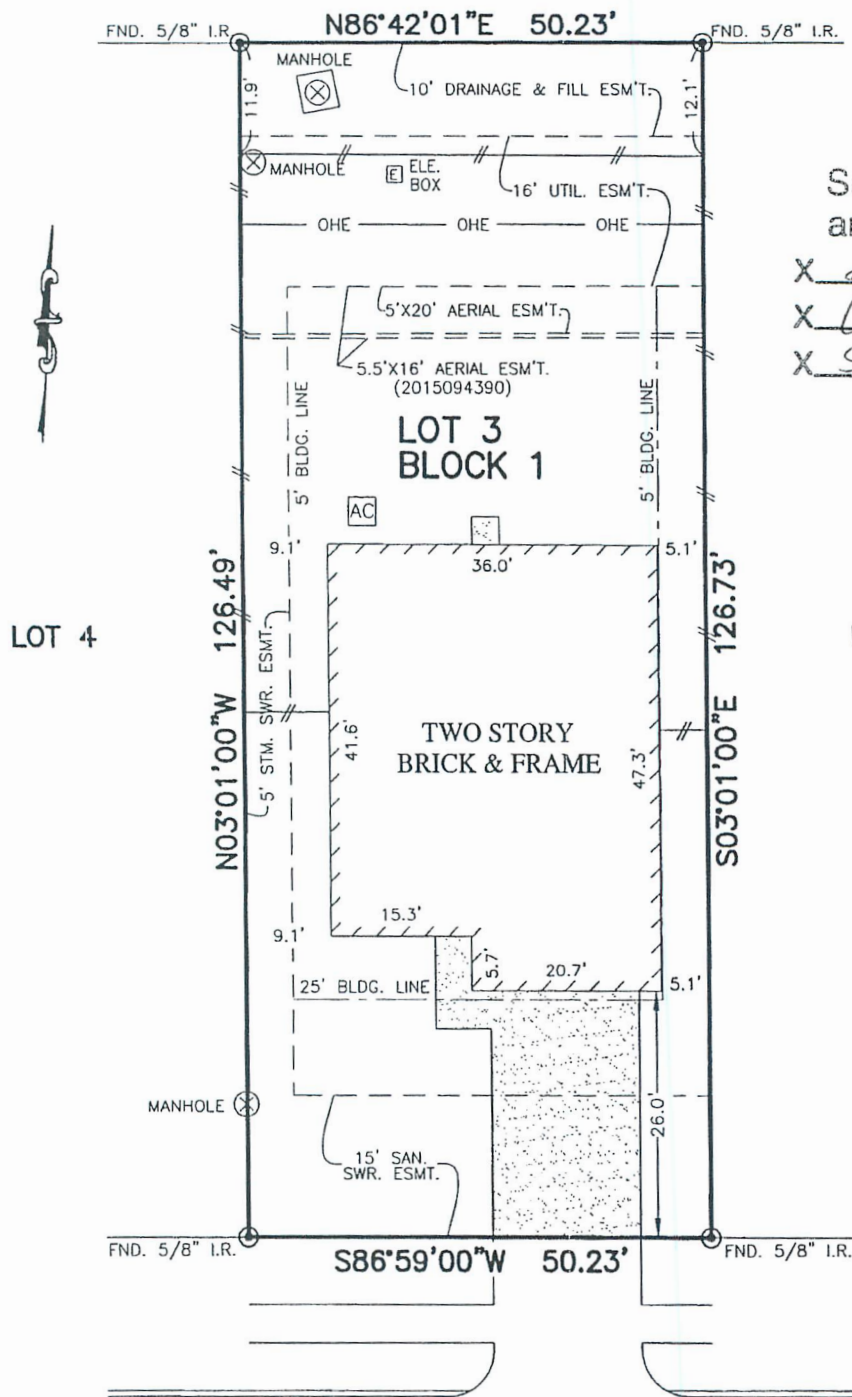 N86°42'01"E 50.23'
FND. 5/8" I.R.
FND. 5/8" I.R.
MANHOLE
11.9'
10' DRAINAGE & FILL ESM'T.
12.1'
MANHOLE
E
ELE.
BOX
16' UTIL. ESM'T.
OHE OHE OHE
5'X20' AERIAL ESM'T.
5.5'X16' AERIAL ESM'T.
(2015094390)
5' BLDG. LINE
5' BLDG. LINE
LOT 3
BLOCK 1
AC
9.1'
36.0'
5.1'
N03°01'00"W 126.49'
S03°01'00"E 126.73'
LOT 4
5' STM. SWR. ESMT.
41.6'
TWO STORY
BRICK & FRAME
47.3'
15.3'
9.1'
5.7'
20.7'
5.1'
25' BLDG. LINE
MANHOLE
26.0'
15' SAN.
SWR. ESMT.
FND. 5/8" I.R.
S86°59'00"W 50.23'
FND. 5/8" I.R.
X
X
X